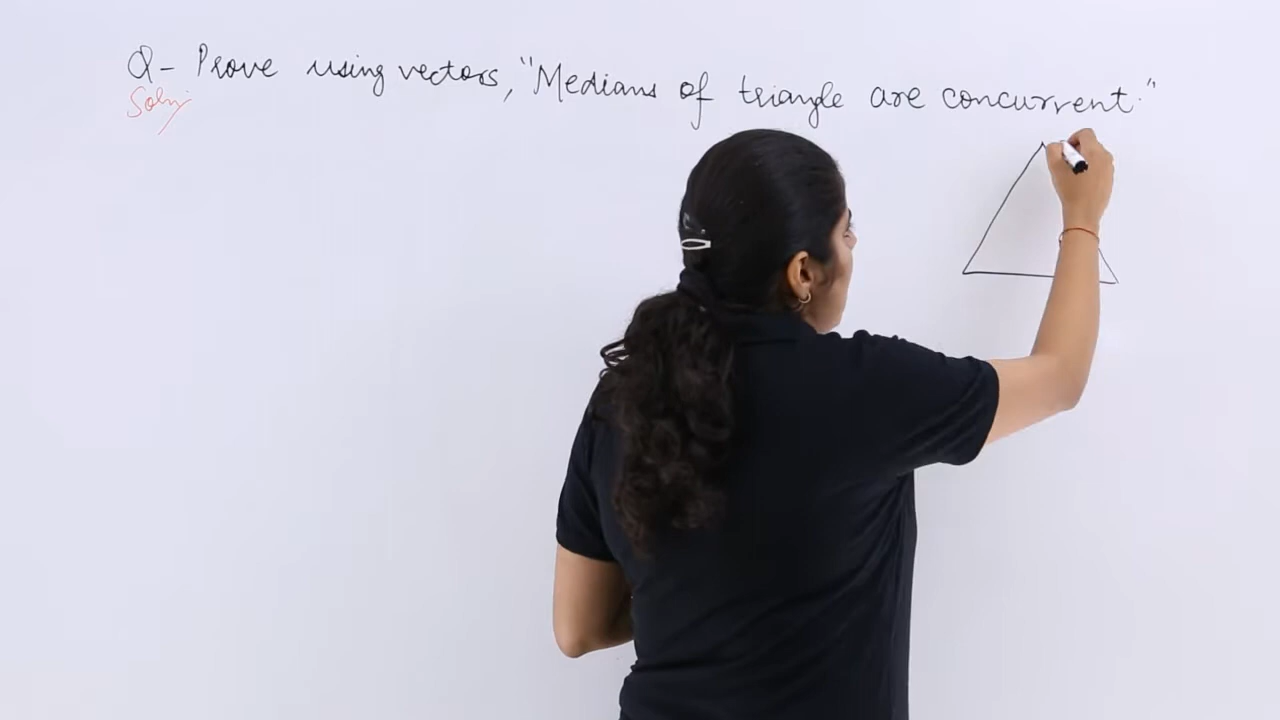 Q- Prove using vectors, "Medians of triangle are concurrent."
Soln: